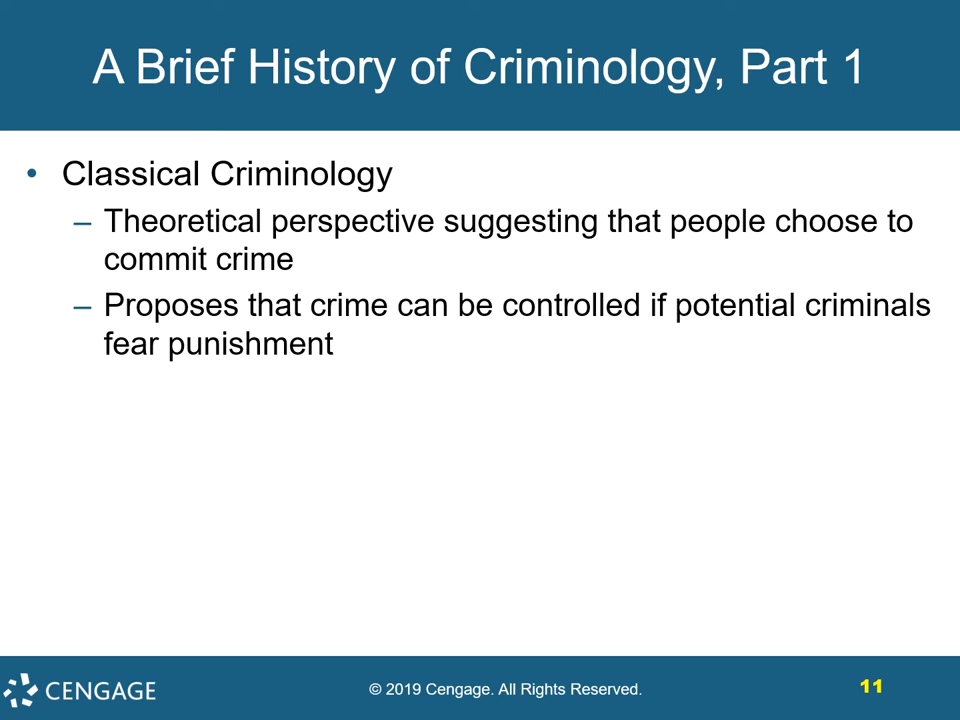 A Brief History of Criminology, Part 1
• Classical Criminology
– Theoretical perspective suggesting that people choose to
commit crime
– Proposes that crime can be controlled if potential criminals
fear punishment
CENGAGE
© 2019 Cengage. All Rights Reserved.
11